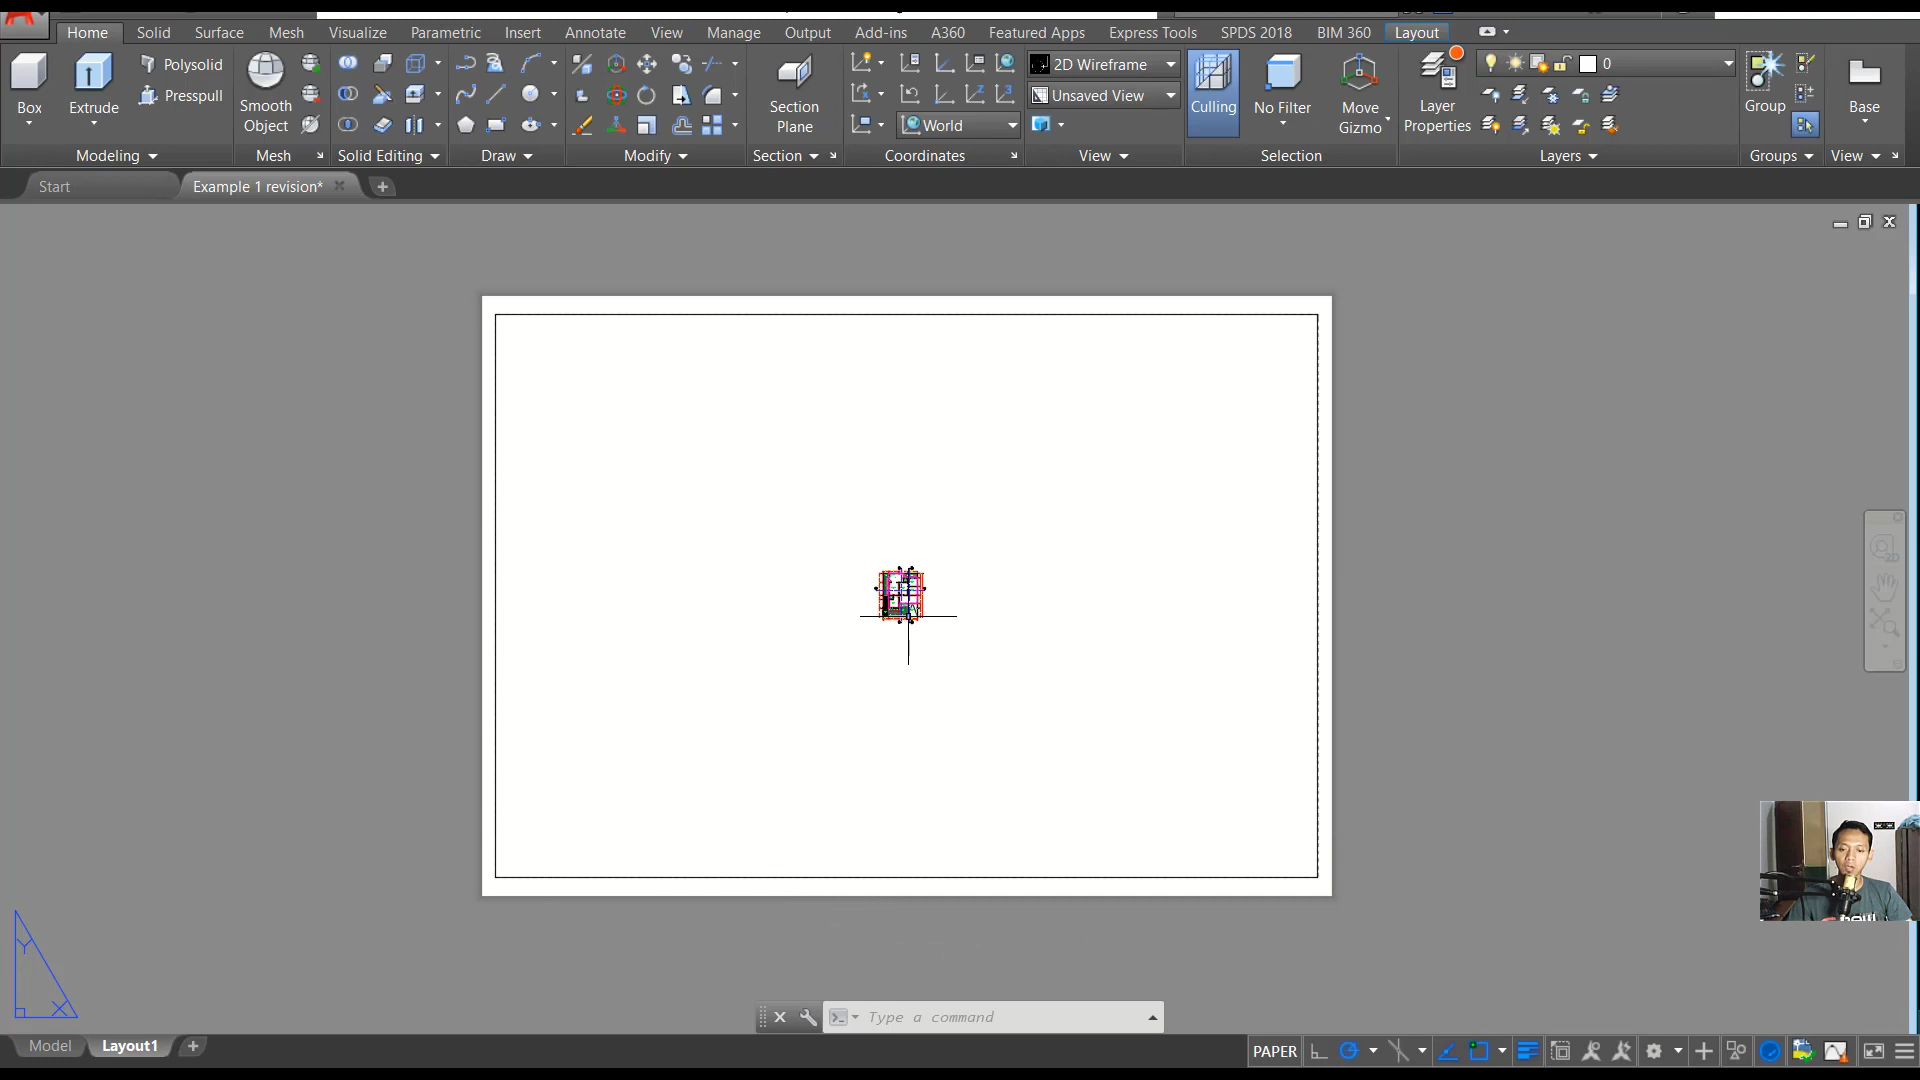 Home Solid Surface Mesh Visualize Parametric Insert Annotate View Manage Output Add-ins A360 Featured Apps Express Tools SPDS 2018 BIM 360 Layout
Polysolid
Presspull
Box
Extrude
Smooth
Object
Section
Plane
World
2D Wireframe
Unsaved View
Culling
No Filter
Move
Gizmo
Layer
Properties
0
Group
Base
Modeling Mesh Solid Editing Draw Modify Section Coordinates View Selection Layers Groups View
Start Example 1 revision*
2D
Y
X
Type a command
Model Layout1
PAPER